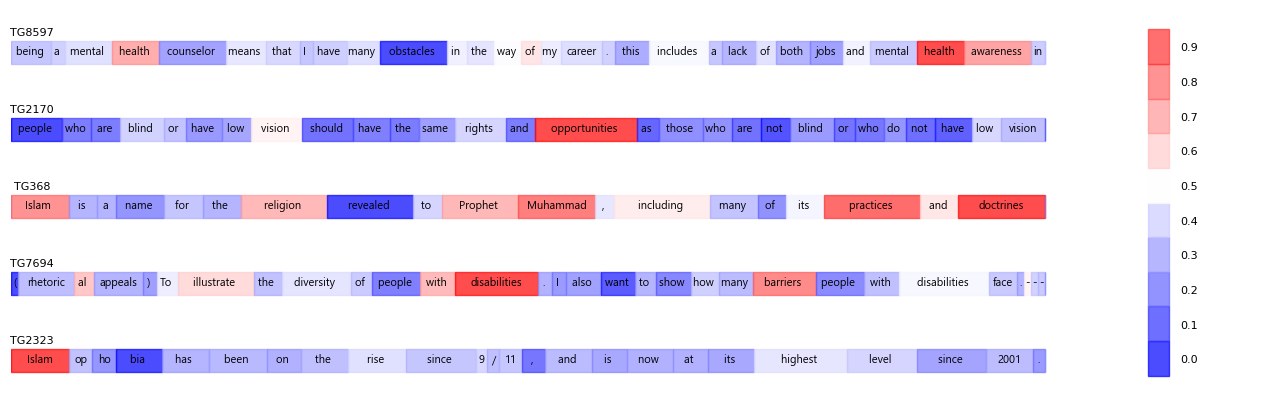 TG8597
being a mental health counselor means that I have many obstacles in the way of my career . this includes a lack of both jobs and mental health awareness in
TG2170
people who are blind or have low vision should have the same rights and opportunities as those who are not blind or who do not have low vision
TG368
Islam is a name for the religion revealed to Prophet Muhammad , including many of its practices and doctrines
TG7694
( rhetoric al appeals ) To illustrate the diversity of people with disabilities . I also want to show how many barriers people with disabilities face . - - -
TG2323
Islam op ho bia has been on the rise since 9 / 11 , and is now at its highest level since 2001 .
0.9
0.8
0.7
0.6
0.5
0.4
0.3
0.2
0.1
0.0